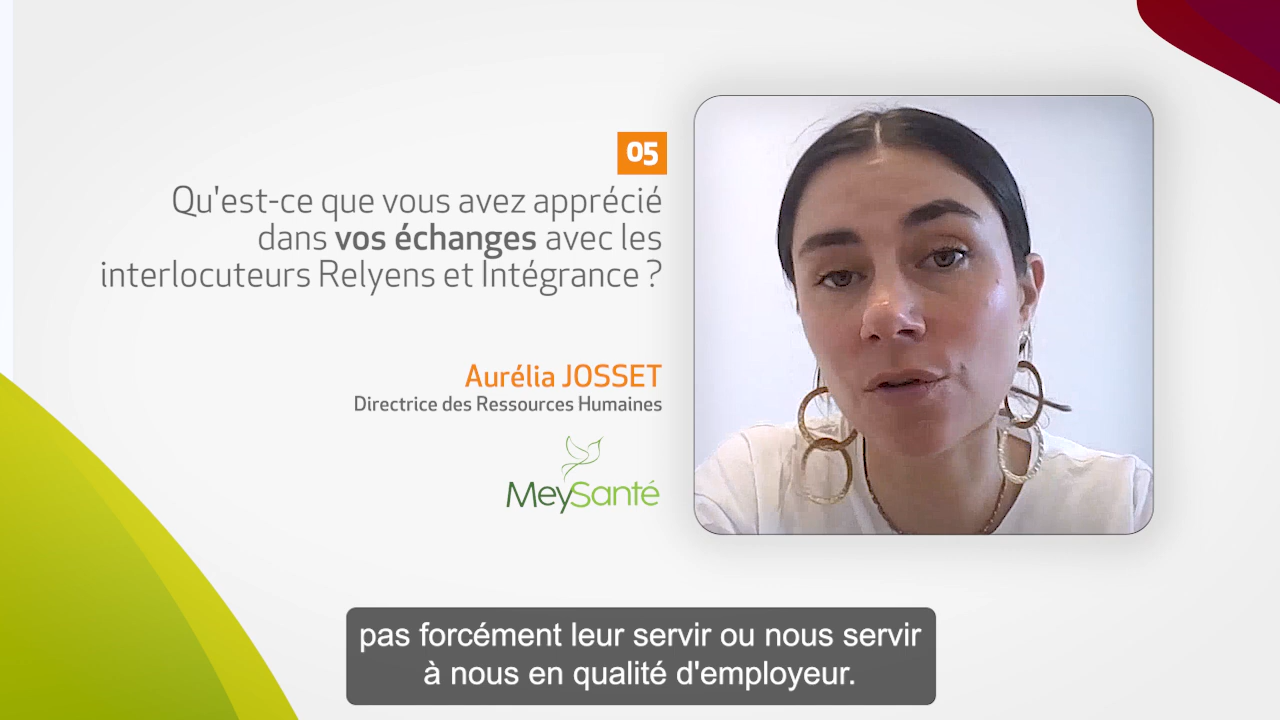 05
Qu'est-ce que vous avez apprécié
dans vos échanges avec les
interlocuteurs Relyens et Intégrance ?
Aurélia JOSSET
Directrice des Ressources Humaines
MeySanté
pas forcément leur servir ou nous servir
à nous en qualité d'employeur.